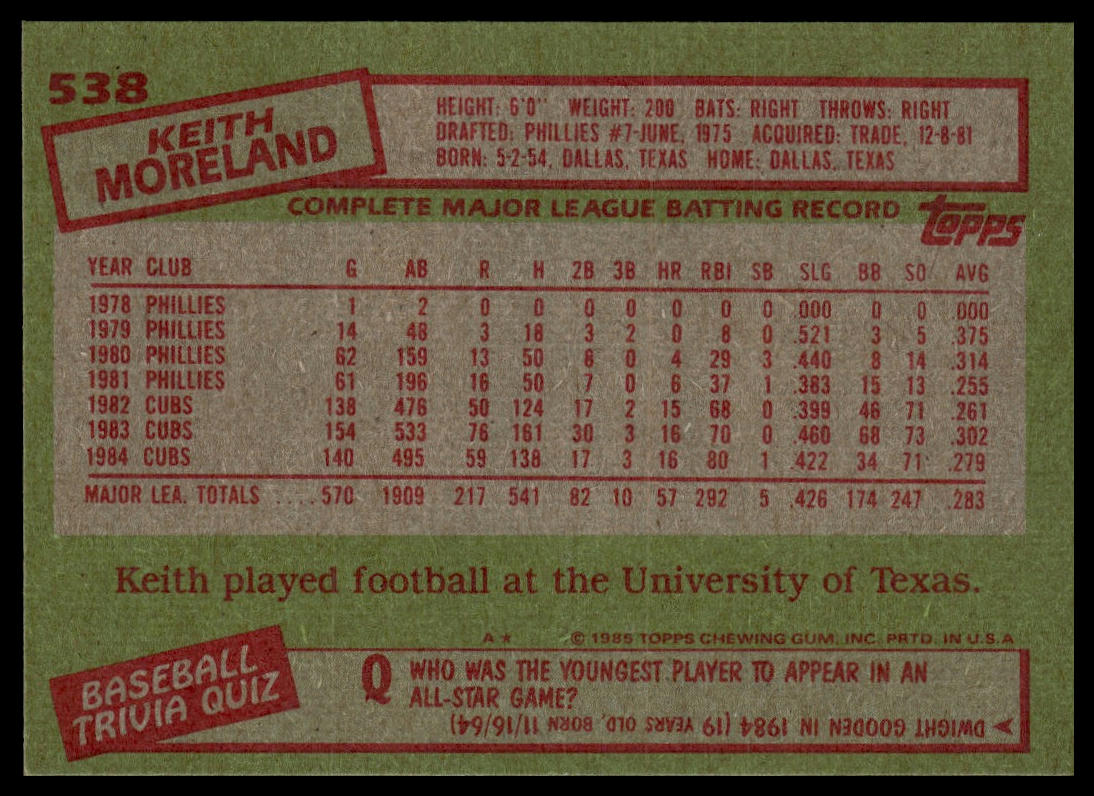 538
KEITH
MORELAND
HEIGHT: 6'0" WEIGHT: 200 BATS: RIGHT THROWS: RIGHT
DRAFTED: PHILLIES #7-JUNE, 1975 ACQUIRED: TRADE, 12-8-81
BORN: 5-2-54, DALLAS, TEXAS HOME: DALLAS, TEXAS
COMPLETE MAJOR LEAGUE BATTING RECORD
topps
YEAR CLUB G AB R H 2B 3B HR RBI SB SLG BB SO AVG
1978 PHILLIES 1 2 0 0 0 0 0 0 0 .000 0 0 .000
1979 PHILLIES 14 48 3 18 3 2 0 8 0 .521 3 5 .375
1980 PHILLIES 62 159 13 50 8 0 4 29 3 .440 8 14 .314
1981 PHILLIES 61 196 16 50 7 0 6 37 1 .383 15 13 .255
1982 CUBS 138 476 50 124 17 2 15 68 0 .399 46 71 .261
1983 CUBS 154 533 76 161 30 3 16 70 0 .460 68 73 .302
1984 CUBS 140 495 59 138 17 3 16 80 1 .422 34 71 .279
MAJOR LEA. TOTALS .... 570 1909 217 541 82 10 57 292 5 .426 174 247 .283
Keith played football at the University of Texas.
A* © 1985 TOPPS CHEWING GUM, INC. PRTD. IN U.S.A
BASEBALL
TRIVIA QUIZ
Q WHO WAS THE YOUNGEST PLAYER TO APPEAR IN AN
ALL-STAR GAME?
DWIGHT GOODEN IN 1984 (19 YEARS OLD, BORN 11/16/64)